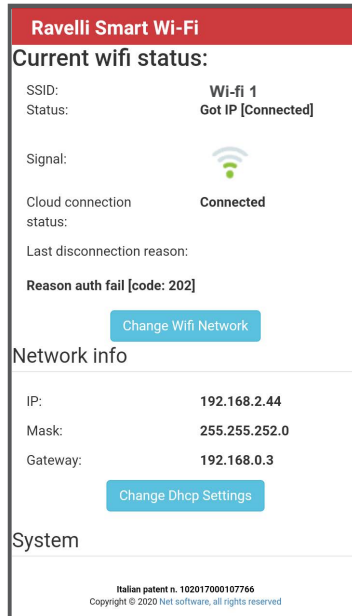 Ravelli Smart Wi-Fi
Current wifi status:
SSID: Wi-fi 1
Status: Got IP [Connected]
Signal:
Cloud connection Connected
status:
Last disconnection reason:
Reason auth fail [code: 202]
Change Wifi Network
Network info
IP: 192.168.2.44
Mask: 255.255.252.0
Gateway: 192.168.0.3
Change Dhcp Settings
System
Italian patent n. 102017000107766
Copyright © 2020 Net software, all rights reserved